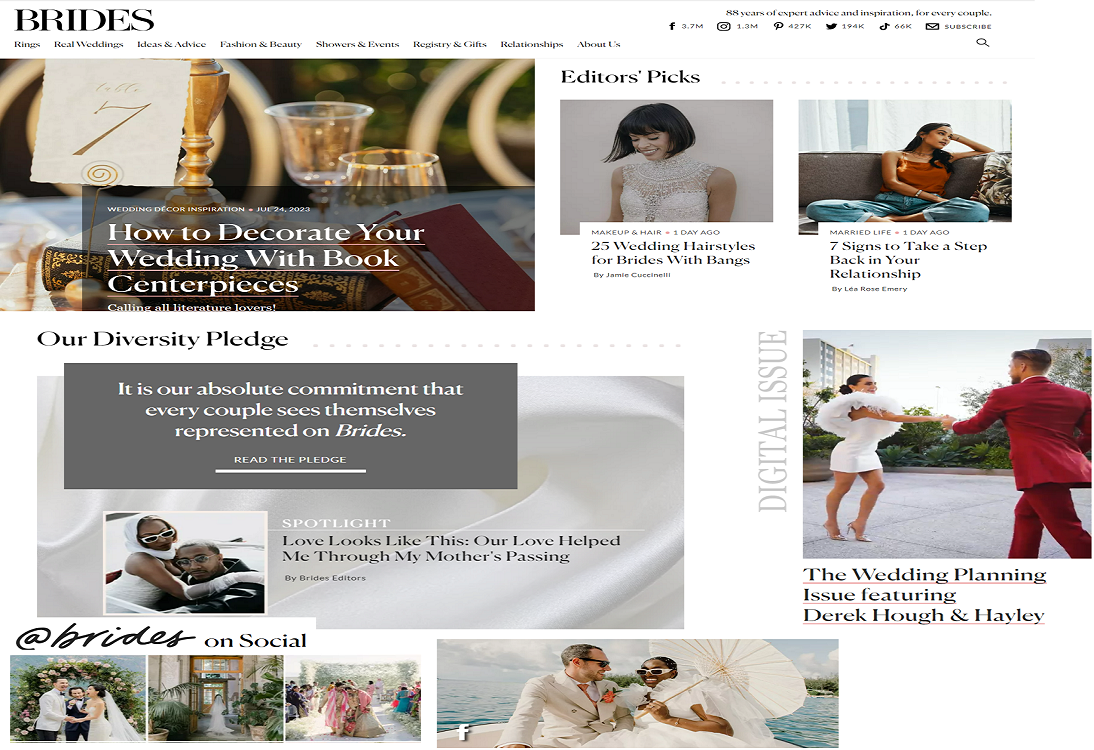 BRIDES
88 years of expert advice and inspiration, for every couple.
3.7M 1.3M 427K 194K 66K SUBSCRIBE
Rings Real Weddings Ideas & Advice Fashion & Beauty Showers & Events Registry & Gifts Relationships About Us
table
7
WEDDING DÉCOR INSPIRATION • JUL 24, 2023
How to Decorate Your
Wedding With Book
Centerpieces
Calling all literature lovers!
Editors' Picks
MAKEUP & HAIR • 1 DAY AGO
25 Wedding Hairstyles
for Brides With Bangs
By Jamie Cuccinelli
MARRIED LIFE • 1 DAY AGO
7 Signs to Take a Step
Back in Your
Relationship
By Léa Rose Emery
Our Diversity Pledge
It is our absolute commitment that
every couple sees themselves
represented on Brides.
READ THE PLEDGE
SPOTLIGHT
Love Looks Like This: Our Love Helped
Me Through My Mother's Passing
By Brides Editors
DIGITAL ISSUE
The Wedding Planning
Issue featuring
Derek Hough & Hayley
@brides on Social